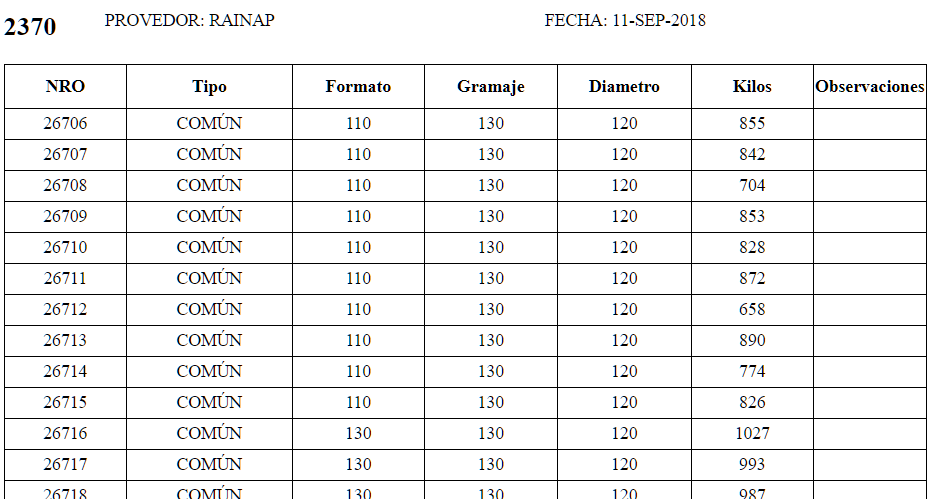 2370 PROVEDOR: RAINAP FECHA: 11-SEP-2018
NRO Tipo Formato Gramaje Diametro Kilos Observaciones
26706 COMÚN 110 130 120 855
26707 COMÚN 110 130 120 842
26708 COMÚN 110 130 120 704
26709 COMÚN 110 130 120 853
26710 COMÚN 110 130 120 828
26711 COMÚN 110 130 120 872
26712 COMÚN 110 130 120 658
26713 COMÚN 110 130 120 890
26714 COMÚN 110 130 120 774
26715 COMÚN 110 130 120 826
26716 COMÚN 130 130 120 1027
26717 COMÚN 130 130 120 993
26718 COMÚN 130 130 120 987